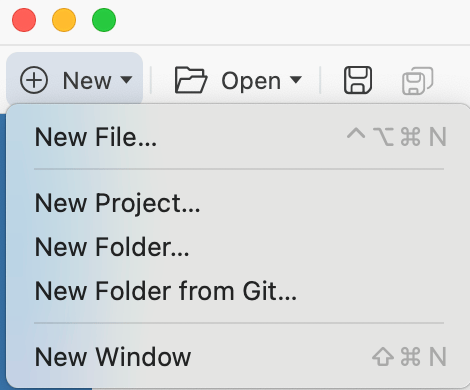 New Open
New File... ⌃⌥⌘N
New Project...
New Folder...
New Folder from Git...
New Window ⇧⌘N